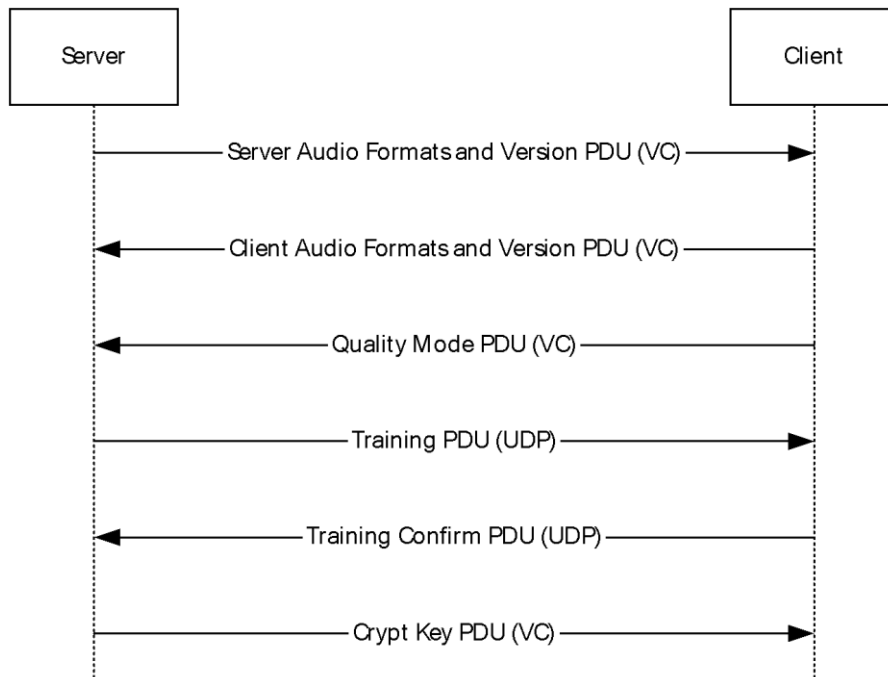 Server
Client
Server Audio Formats and Version PDU (VC)
Client Audio Formats and Version PDU (VC)
Quality Mode PDU (VC)
Training PDU (UDP)
Training Confirm PDU (UDP)
Crypt Key PDU (VC)